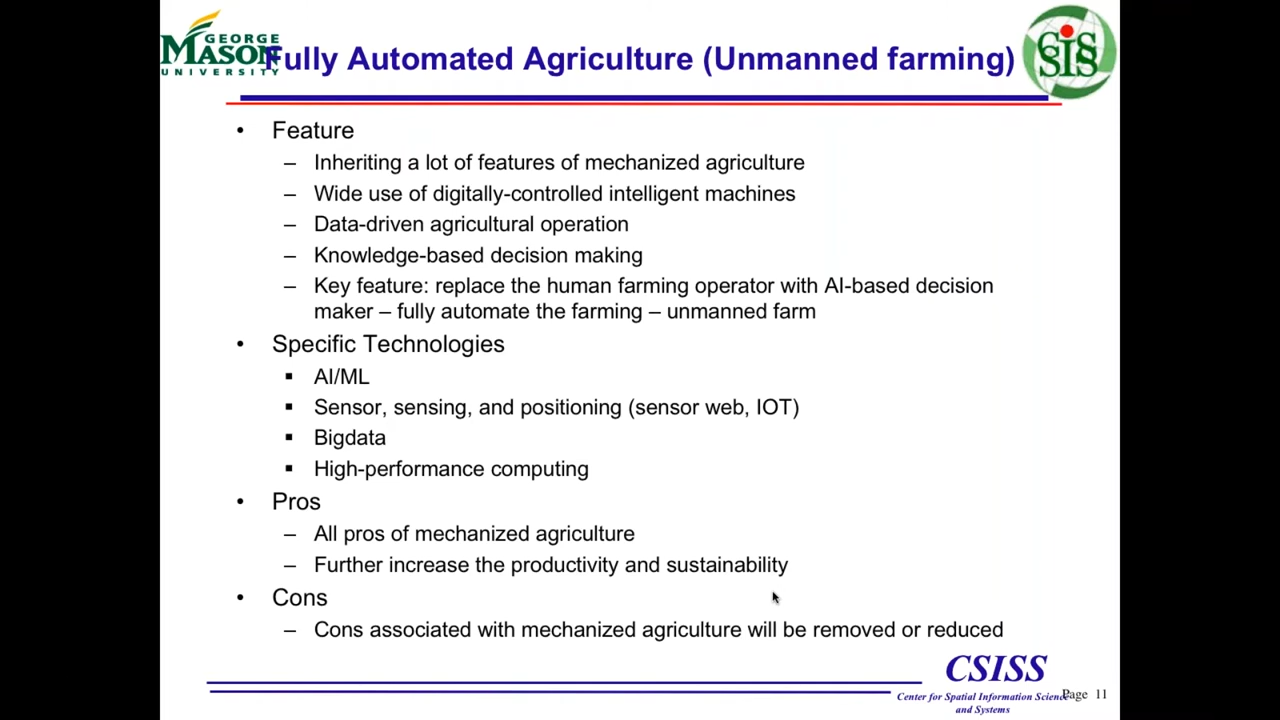 GEORGE
MASON
UNIVERSITY
Fully Automated Agriculture (Unmanned farming)
SIS
• Feature
– Inheriting a lot of features of mechanized agriculture
– Wide use of digitally-controlled intelligent machines
– Data-driven agricultural operation
– Knowledge-based decision making
– Key feature: replace the human farming operator with AI-based decision
maker – fully automate the farming – unmanned farm
• Specific Technologies
▪ AI/ML
▪ Sensor, sensing, and positioning (sensor web, IOT)
▪ Bigdata
▪ High-performance computing
• Pros
– All pros of mechanized agriculture
– Further increase the productivity and sustainability
• Cons
– Cons associated with mechanized agriculture will be removed or reduced
CSISS
Center for Spatial Information Science
and Systems
Page 11